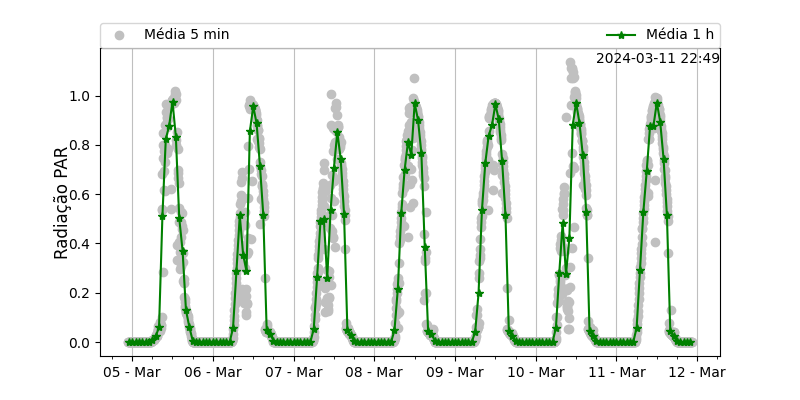 Média 5 min
Média 1 h
2024-03-11 22:49
Radiação PAR
1.0
0.8
0.6
0.4
0.2
0.0
05 - Mar
06 - Mar
07 - Mar
08 - Mar
09 - Mar
10 - Mar
11 - Mar
12 - Mar